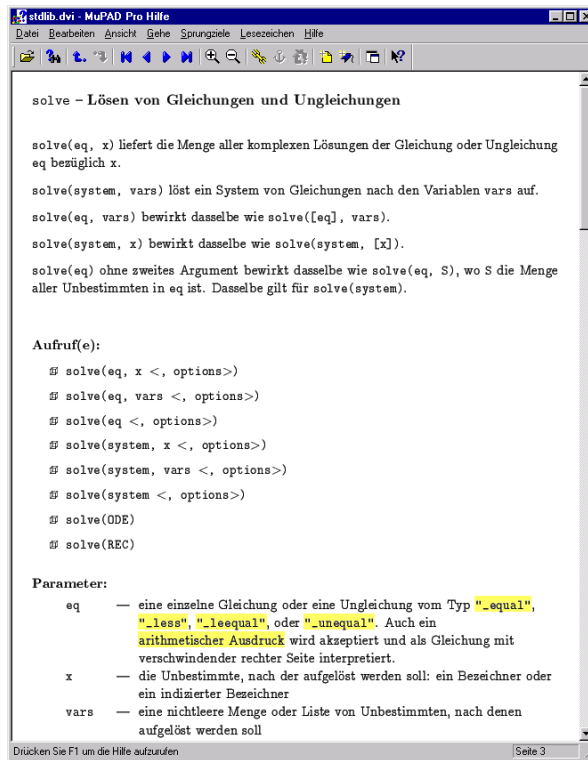 stdlib.dvi - MuPAD Pro Hilfe
Datei Bearbeiten Ansicht Gehe Sprungziele Lesezeichen Hilfe
solve – Lösen von Gleichungen und Ungleichungen
solve(eq, x) liefert die Menge aller komplexen Lösungen der Gleichung oder Ungleichung
eq bezüglich x.
solve(system, vars) löst ein System von Gleichungen nach den Variablen vars auf.
solve(eq, vars) bewirkt dasselbe wie solve([eq], vars).
solve(system, x) bewirkt dasselbe wie solve(system, [x]).
solve(eq) ohne zweites Argument bewirkt dasselbe wie solve(eq, S), wo S die Menge
aller Unbestimmten in eq ist. Dasselbe gilt für solve(system).
Aufruf(e):
solve(eq, x <, options>)
solve(eq, vars <, options>)
solve(eq <, options>)
solve(system, x <, options>)
solve(system, vars <, options>)
solve(system <, options>)
solve(ODE)
solve(REC)
Parameter:
eq — eine einzelne Gleichung oder eine Ungleichung vom Typ "_equal",
"_less", "_leequal", oder "_unequal". Auch ein
arithmetischer Ausdruck wird akzeptiert und als Gleichung mit
verschwindender rechter Seite interpretiert.
x — die Unbestimmte, nach der aufgelöst werden soll: ein Bezeichner oder
ein indizierter Bezeichner
vars — eine nichtleere Menge oder Liste von Unbestimmten, nach denen
aufgelöst werden soll
Drücken Sie F1 um die Hilfe aufzurufen Seite 3